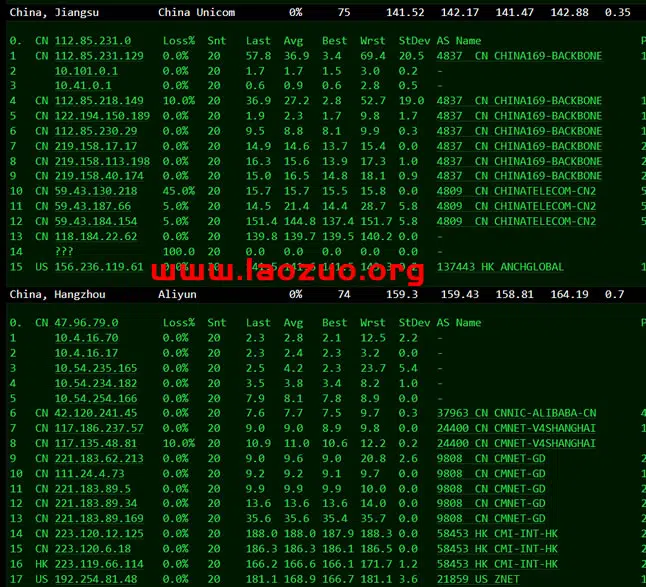 China, Jiangsu China Unicom 0% 75 141.52 142.17 141.47 142.88 0.35
0. CN 112.85.231.0 Loss% Snt Last Avg Best Wrst StDev AS Name P
1 CN 112.85.231.129 0.0% 20 57.8 36.9 3.4 69.4 20.5 4837 CN CHINA169-BACKBONE 1
2 10.101.0.1 0.0% 20 1.7 1.7 1.5 3.0 0.2 -
3 10.41.0.1 0.0% 20 0.6 0.9 0.6 2.8 0.5 -
4 CN 112.85.218.149 10.0% 20 36.9 27.2 2.8 52.7 19.0 4837 CN CHINA169-BACKBONE 1
5 CN 122.194.150.189 0.0% 20 1.9 2.3 1.7 9.8 1.7 4837 CN CHINA169-BACKBONE 1
6 CN 112.85.230.29 0.0% 20 9.5 8.8 8.1 9.9 0.3 4837 CN CHINA169-BACKBONE 1
7 CN 219.158.17.17 0.0% 20 14.9 14.6 13.7 15.4 0.0 4837 CN CHINA169-BACKBONE 2
8 CN 219.158.113.198 0.0% 20 16.3 15.6 13.9 17.3 1.0 4837 CN CHINA169-BACKBONE 2
9 CN 219.158.40.174 0.0% 20 15.0 16.5 14.8 18.1 0.9 4837 CN CHINA169-BACKBONE 2
10 CN 59.43.130.218 45.0% 20 15.7 15.7 15.5 15.8 0.0 4809 CN CHINATELECOM-CN2 5
11 CN 59.43.187.66 5.0% 20 14.5 21.4 14.4 28.7 5.8 4809 CN CHINATELECOM-CN2 5
12 CN 59.43.184.154 5.0% 20 151.4 144.8 137.4 151.7 5.8 4809 CN CHINATELECOM-CN2 5
13 CN 118.184.22.62 0.0% 20 139.8 139.7 139.5 140.2 0.0 -
14 ??? 100.0 20 0.0 0.0 0.0 0.0 0.0 -
15 US 156.236.119.61 20 137443 HK ANCHGLOBAL 1
www.laozuo.org
China, Hangzhou Aliyun 0% 74 159.3 159.43 158.81 164.19 0.7
0. CN 47.96.79.0 Loss% Snt Last Avg Best Wrst StDev AS Name P
1 10.4.16.70 0.0% 20 2.3 2.8 2.1 12.5 2.2 -
2 10.4.16.17 0.0% 20 2.3 2.4 2.3 3.2 0.0 -
3 10.54.235.165 0.0% 20 2.5 4.2 2.3 23.7 5.4 -
4 10.54.234.182 0.0% 20 3.5 3.8 3.4 8.2 1.0 -
5 10.54.254.166 0.0% 20 7.9 8.1 7.8 8.9 0.0 -
6 CN 42.120.241.45 0.0% 20 7.6 7.7 7.5 9.7 0.3 37963 CN CNNIC-ALIBABA-CN 4
7 CN 117.186.237.57 0.0% 20 9.0 9.0 8.9 9.8 0.0 24400 CN CMNET-V4SHANGHAI 1
8 CN 117.135.48.81 10.0% 20 10.9 11.0 10.6 12.2 0.2 24400 CN CMNET-V4SHANGHAI
9 CN 221.183.62.213 0.0% 20 9.0 9.6 9.0 20.8 2.6 9808 CN CMNET-GD 2
10 CN 111.24.4.73 0.0% 20 9.2 9.2 9.1 9.7 0.0 9808 CN CMNET-GD 1
11 CN 221.183.89.5 0.0% 20 9.9 9.9 9.9 10.0 0.0 9808 CN CMNET-GD 2
12 CN 221.183.89.34 0.0% 20 13.6 13.6 13.6 14.0 0.0 9808 CN CMNET-GD 2
13 CN 221.183.89.169 0.0% 20 35.6 35.6 35.4 35.7 0.0 9808 CN CMNET-GD 2
14 CN 223.120.12.125 0.0% 20 188.0 188.0 187.9 188.3 0.0 58453 HK CMI-INT-HK 2
15 CN 223.120.6.18 0.0% 20 186.3 186.3 186.1 186.5 0.0 58453 HK CMI-INT-HK 2
16 HK 223.119.66.114 0.0% 20 166.2 166.6 166.1 171.7 1.2 58453 HK CMI-INT-HK 2
17 US 192.254.81.48 0.0% 20 181.1 168.9 166.7 181.1 3.6 21859 US ZNET 1